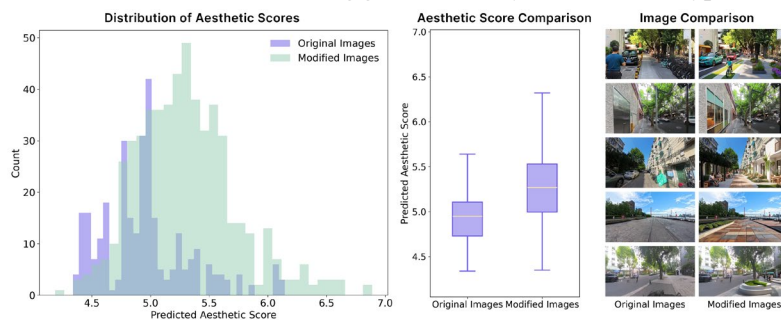 Distribution of Aesthetic Scores
50
40
30
20
10
0
Count
Original Images
Modified Images
4.5 5.0 5.5 6.0 6.5 7.0
Predicted Aesthetic Score
Aesthetic Score Comparison
7.0
6.5
6.0
5.5
5.0
4.5
Predicted Aesthetic Score
Original Images Modified Images
Image Comparison
Original Images Modified Images